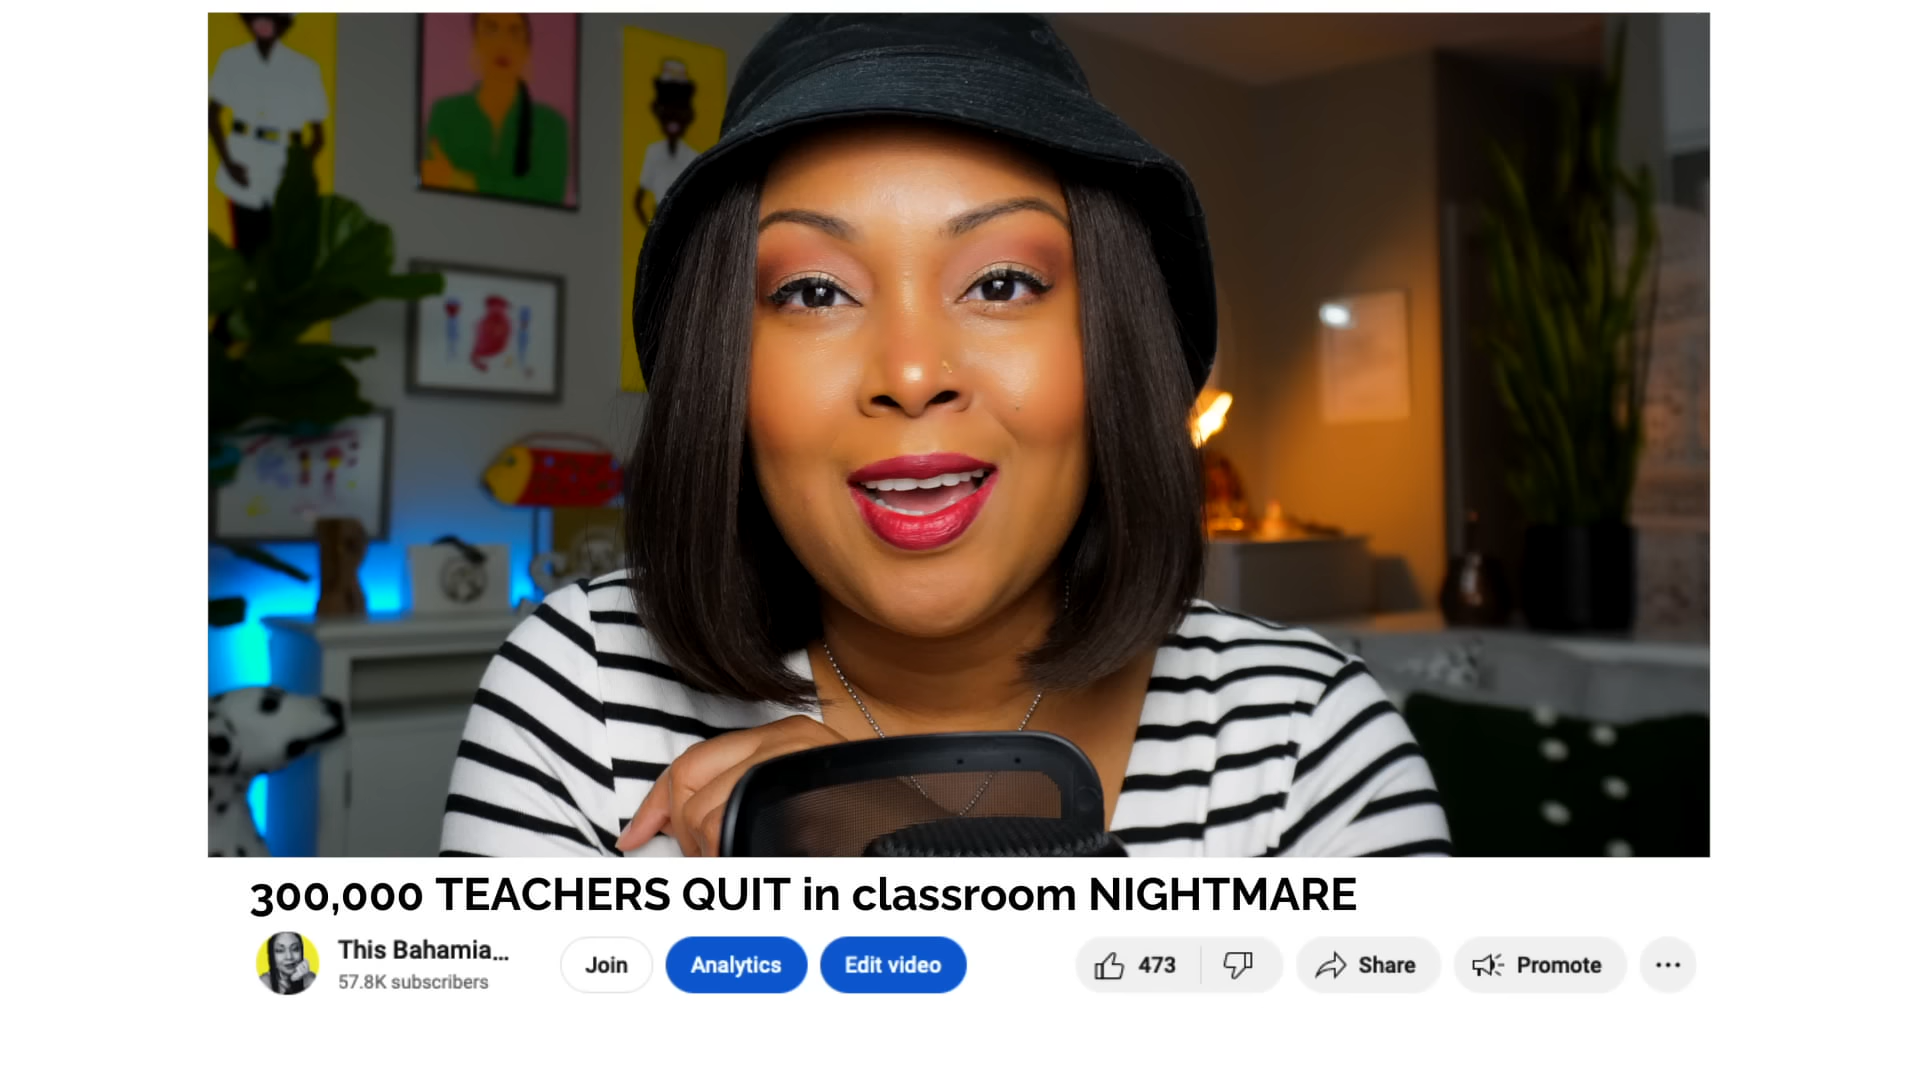 300,000 TEACHERS QUIT in classroom NIGHTMARE
This Bahamia...
57.8K subscribers
Join
Analytics
Edit video
473
Share
Promote